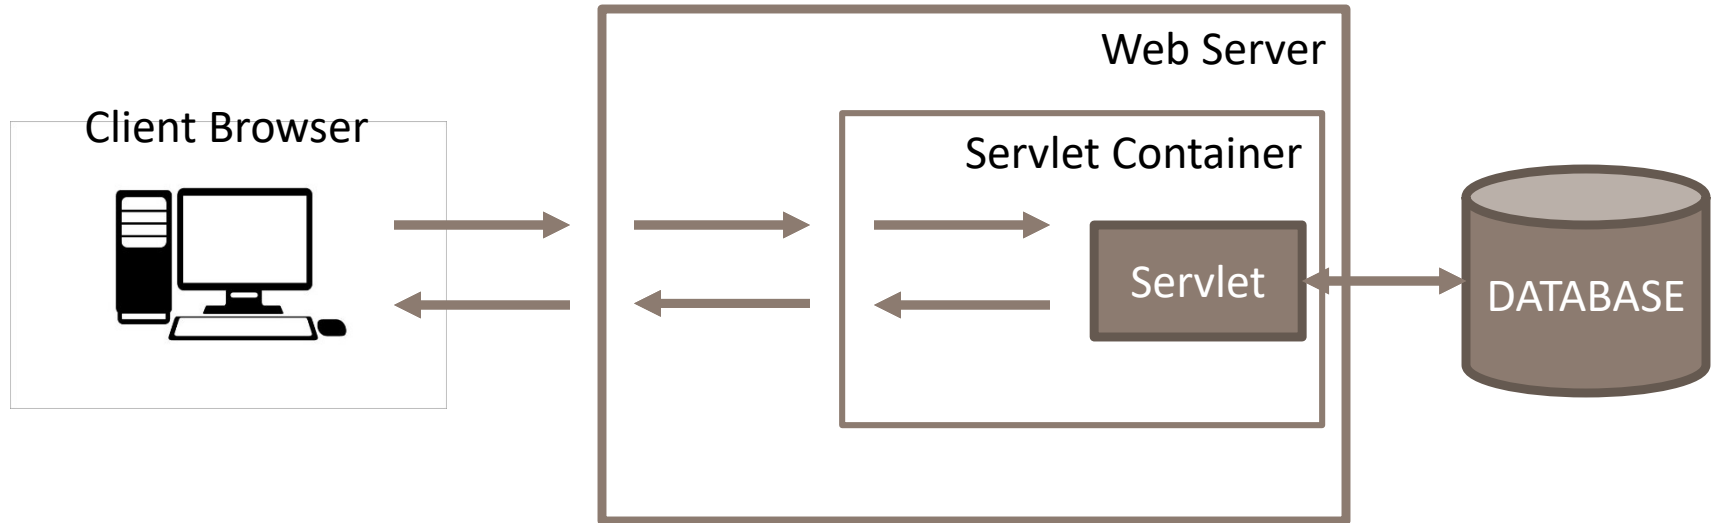 Web Server
Client Browser
Servlet Container
Servlet
DATABASE